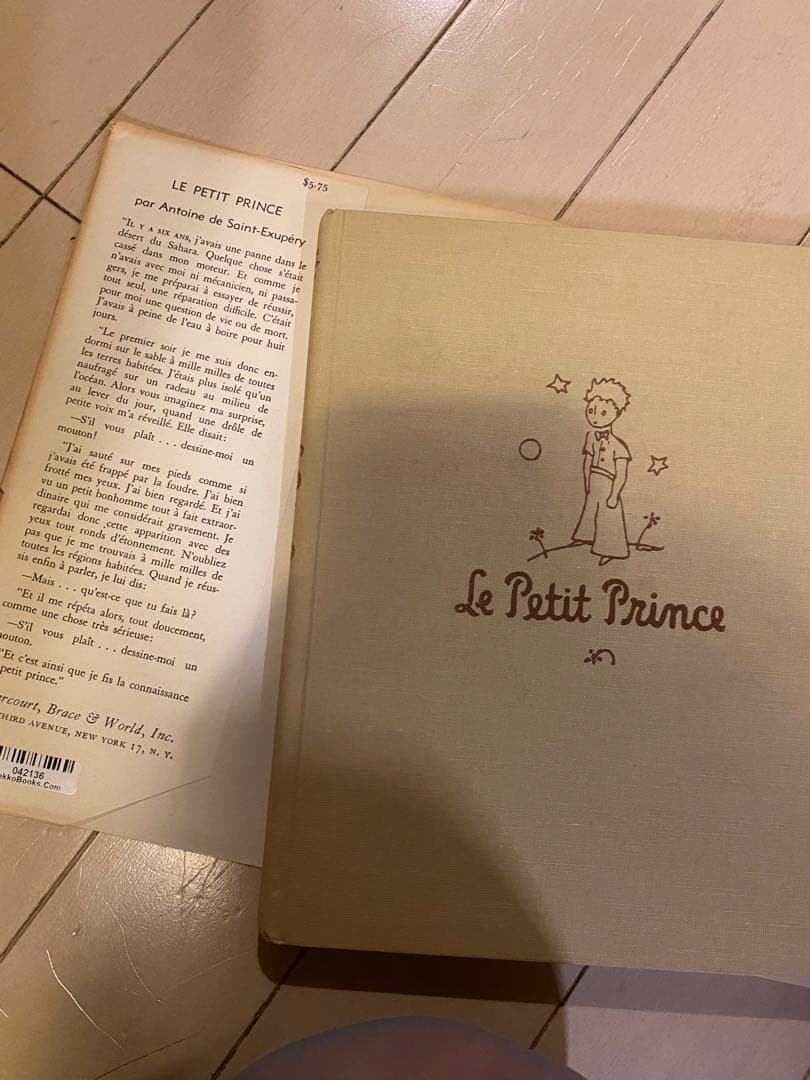 LE PETIT PRINCE
$5.75
par Antoine de Saint-Exupéry
"IL Y A SIX ANS, j'avais une panne dans le
désert du Sahara. Quelque chose s'était
cassé dans mon moteur. Et comme je
n'avais avec moi ni mécanicien, ni passa-
gers, je me préparai à essayer de réussir,
tout seul, une réparation difficile. C'était
pour moi une question de vie ou de mort.
J'avais à peine de l'eau à boire pour huit
jours.
"Le premier soir je me suis donc en-
dormi sur le sable à mille milles de toutes
les terres habitées. J'étais plus isolé qu'un
naufragé sur un radeau au milieu de
l'océan. Alors vous imaginez ma surprise,
au lever du jour, quand une drôle de
petite voix m'a réveillé. Elle disait:
—S'il vous plaît . . . dessine-moi un
mouton!
"J'ai sauté sur mes pieds comme si
j'avais été frappé par la foudre. J'ai bien
frotté mes yeux. J'ai bien regardé. Et j'ai
vu un petit bonhomme tout à fait extraor-
dinaire qui me considérait gravement. Je
regardai donc cette apparition avec des
yeux tout ronds d'étonnement. N'oubliez
pas que je me trouvais à mille milles de
toutes les régions habitées. Quand je réus-
sis enfin à parler, je lui dis:
—Mais . . . qu'est-ce que tu fais là?
"Et il me répéta alors, tout doucement,
comme une chose très sérieuse:
—S'il vous plaît . . . dessine-moi un
mouton.
"Et c'est ainsi que je fis la connaissance
petit prince."
rcourt, Brace & World, Inc.
THIRD AVENUE, NEW YORK 17, N. Y.
042136
ekkoBooks.Com
Le Petit Prince